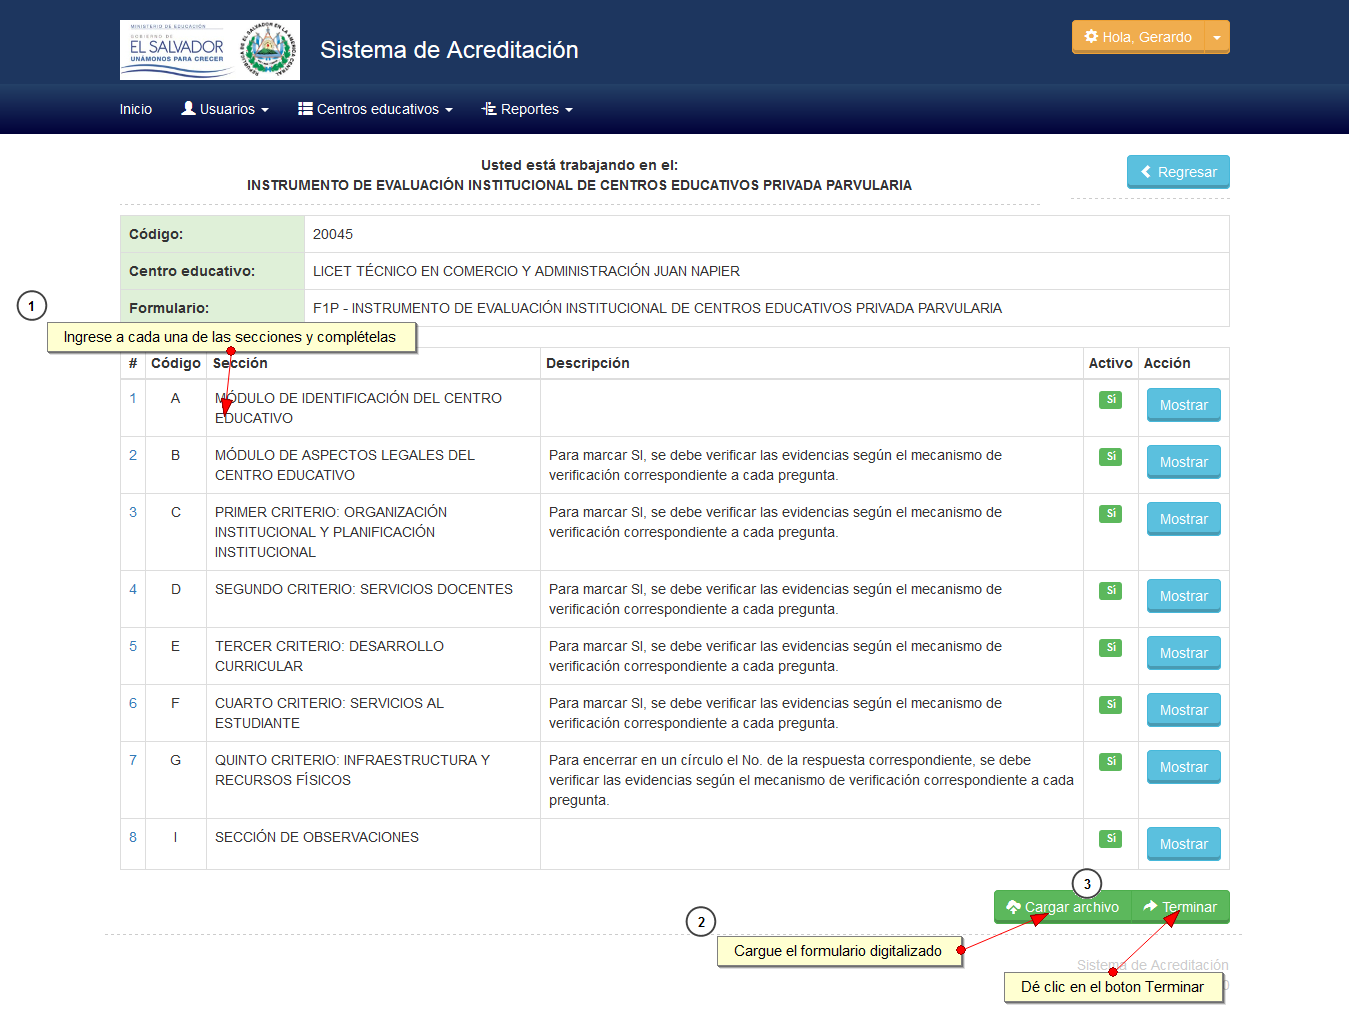 MINISTERIO DE EDUCACIÓN
GOBIERNO DE
EL SALVADOR
UNÁMONOS PARA CRECER
Sistema de Acreditación
Hola, Gerardo
Inicio Usuarios Centros educativos Reportes
Usted está trabajando en el:
INSTRUMENTO DE EVALUACIÓN INSTITUCIONAL DE CENTROS EDUCATIVOS PRIVADA PARVULARIA
Regresar
Código: 20045
Centro educativo: LICET TÉCNICO EN COMERCIO Y ADMINISTRACIÓN JUAN NAPIER
Formulario: F1P - INSTRUMENTO DE EVALUACIÓN INSTITUCIONAL DE CENTROS EDUCATIVOS PRIVADA PARVULARIA
1
Ingrese a cada una de las secciones y complételas
# Código Sección Descripción Activo Acción
1 A MÓDULO DE IDENTIFICACIÓN DEL CENTRO Sí Mostrar
EDUCATIVO
2 B MÓDULO DE ASPECTOS LEGALES DEL Para marcar SI, se debe verificar las evidencias según el mecanismo de Sí Mostrar
CENTRO EDUCATIVO verificación correspondiente a cada pregunta.
3 C PRIMER CRITERIO: ORGANIZACIÓN Para marcar SI, se debe verificar las evidencias según el mecanismo de Sí Mostrar
INSTITUCIONAL Y PLANIFICACIÓN verificación correspondiente a cada pregunta.
INSTITUCIONAL
4 D SEGUNDO CRITERIO: SERVICIOS DOCENTES Para marcar SI, se debe verificar las evidencias según el mecanismo de Sí Mostrar
verificación correspondiente a cada pregunta.
5 E TERCER CRITERIO: DESARROLLO Para marcar SI, se debe verificar las evidencias según el mecanismo de Sí Mostrar
CURRICULAR verificación correspondiente a cada pregunta.
6 F CUARTO CRITERIO: SERVICIOS AL Para marcar SI, se debe verificar las evidencias según el mecanismo de Sí Mostrar
ESTUDIANTE verificación correspondiente a cada pregunta.
7 G QUINTO CRITERIO: INFRAESTRUCTURA Y Para encerrar en un círculo el No. de la respuesta correspondiente, se debe Sí Mostrar
RECURSOS FÍSICOS verificar las evidencias según el mecanismo de verificación correspondiente a cada
pregunta.
8 I SECCIÓN DE OBSERVACIONES Sí Mostrar
3
Cargar archivo Terminar
2
Cargue el formulario digitalizado
Sistema de Acreditación
Dé clic en el boton Terminar